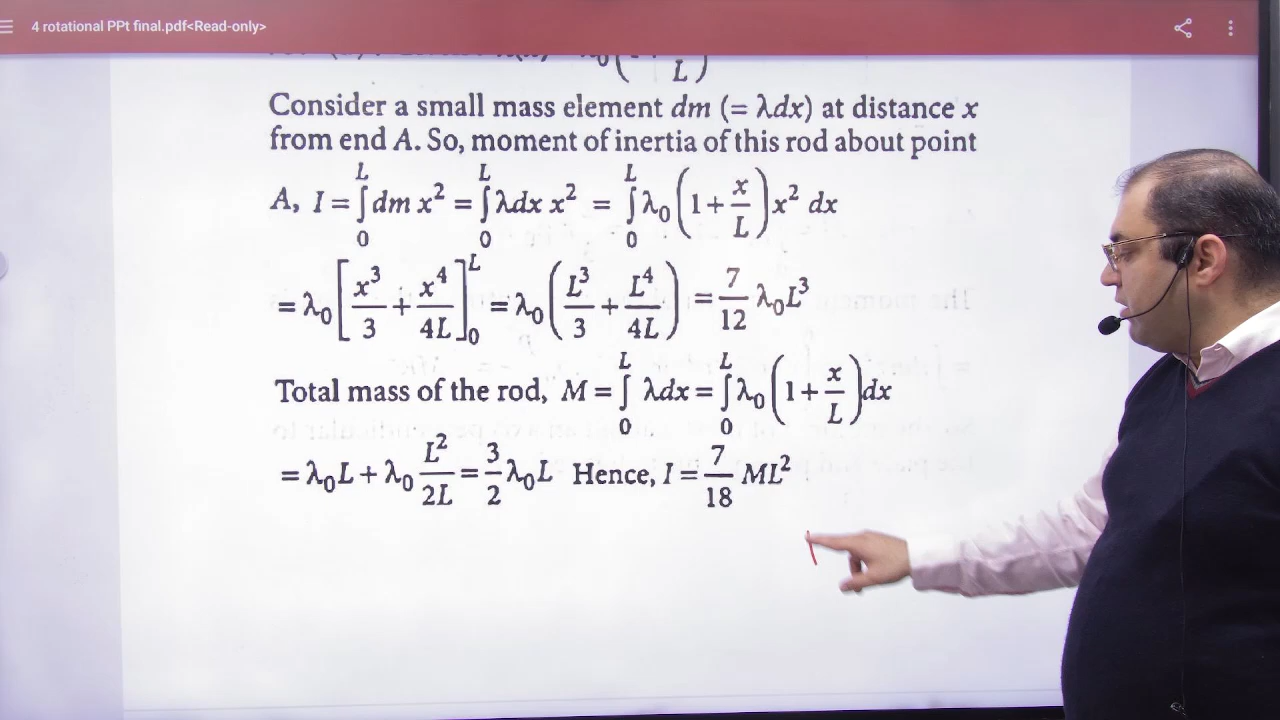 4 rotational PPt final.pdf<Read-only>
Consider a small mass element dm (= λdx) at distance x
from end A. So, moment of inertia of this rod about point
A, I = ∫₀ᴸ dm x² = ∫₀ᴸ λdx x² = ∫₀ᴸ λ₀ (1 + x/L) x² dx
= λ₀ [x³/3 + x⁴/4L]₀ᴸ = λ₀ (L³/3 + L⁴/4L) = 7/12 λ₀L³
Total mass of the rod, M = ∫₀ᴸ λdx = ∫₀ᴸ λ₀ (1 + x/L) dx
= λ₀L + λ₀ L²/2L = 3/2 λ₀L Hence, I = 7/18 ML²